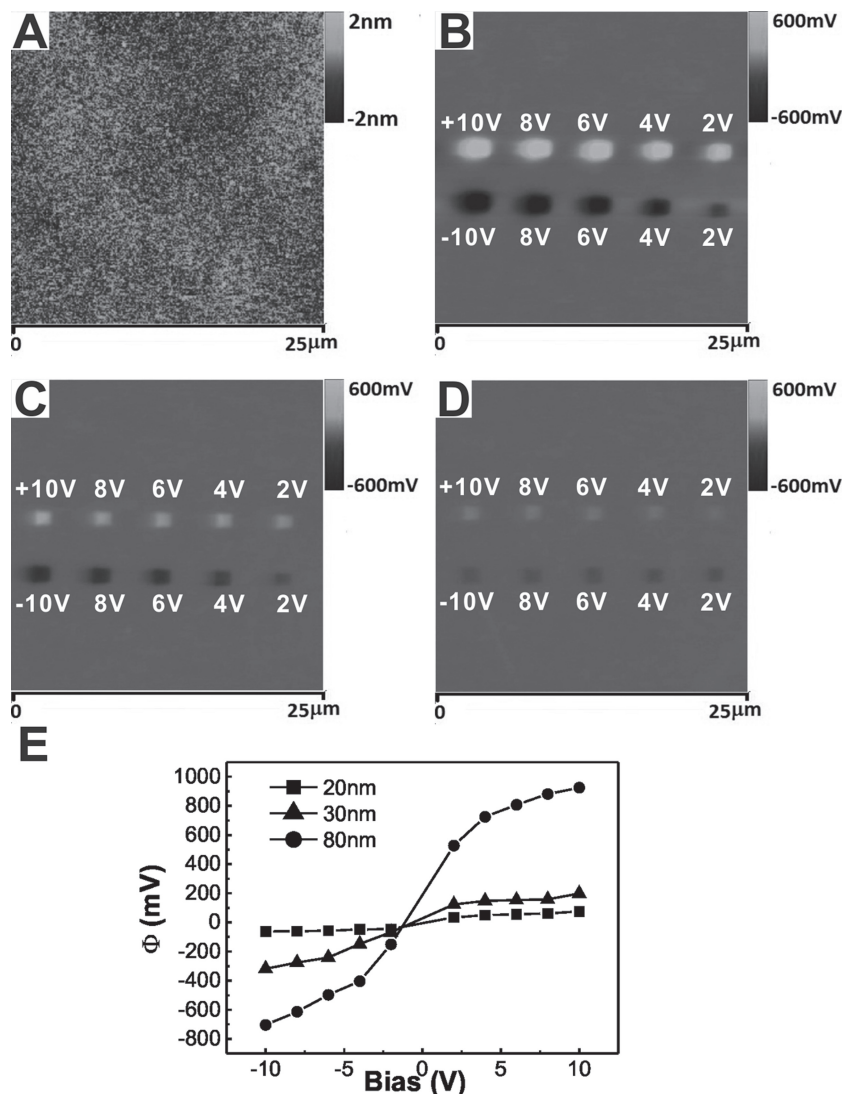 A
2nm
-2nm
0
25μm
B
600mV
-600mV
+10V 8V 6V 4V 2V
-10V 8V 6V 4V 2V
0
25μm
C
600mV
-600mV
+10V 8V 6V 4V 2V
-10V 8V 6V 4V 2V
0
25μm
D
600mV
-600mV
+10V 8V 6V 4V 2V
-10V 8V 6V 4V 2V
0
25μm
E
1000
800
600
400
200
0
-200
-400
-600
-800
Φ (mV)
20nm
30nm
80nm
-10 -5 0 5 10
Bias (V)